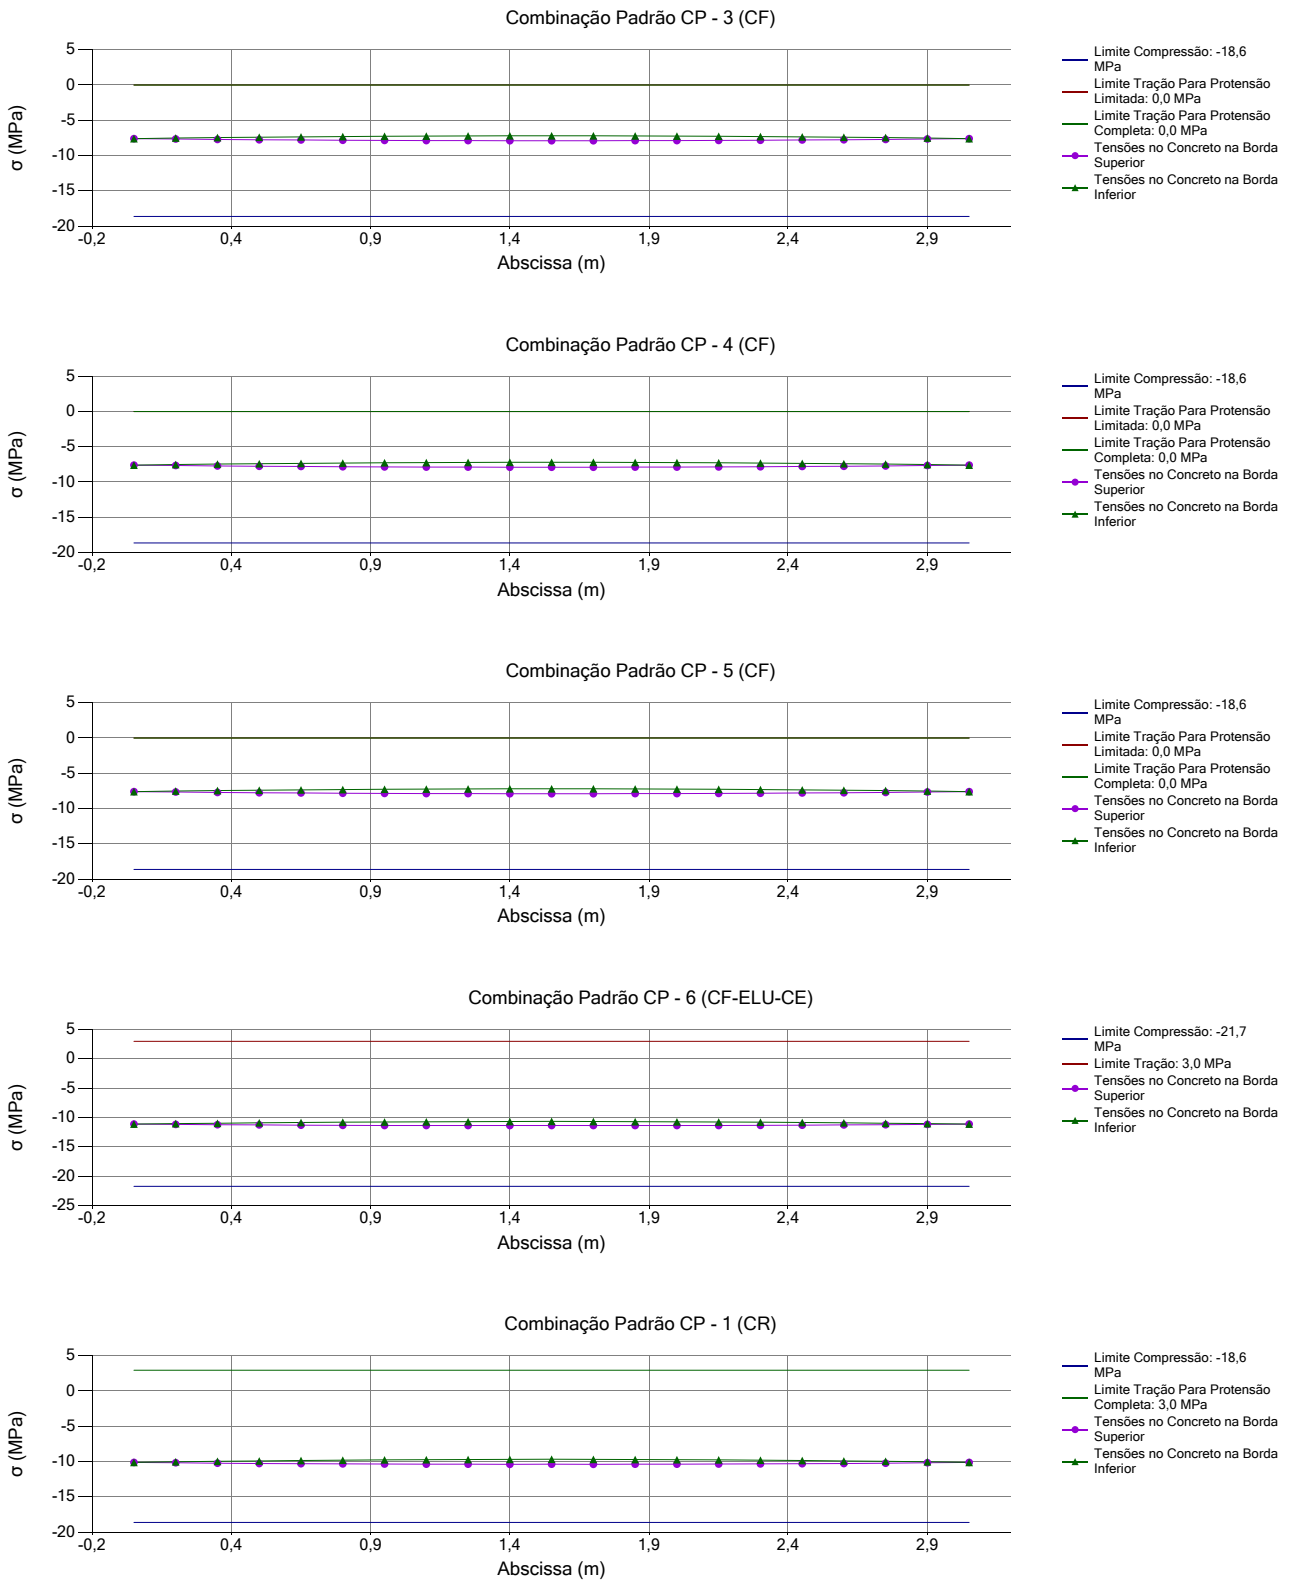 Combinação Padrão CP - 3 (CF)
5
0
-5
-10
-15
-20
σ (MPa)
-0,2
0,4
0,9
1,4
1,9
2,4
2,9
Abscissa (m)
Limite Compressão: -18,6
MPa
Limite Tração Para Protensão
Limitada: 0,0 MPa
Limite Tração Para Protensão
Completa: 0,0 MPa
Tensões no Concreto na Borda
Superior
Tensões no Concreto na Borda
Inferior
Combinação Padrão CP - 4 (CF)
5
0
-5
-10
-15
-20
σ (MPa)
-0,2
0,4
0,9
1,4
1,9
2,4
2,9
Abscissa (m)
Limite Compressão: -18,6
MPa
Limite Tração Para Protensão
Limitada: 0,0 MPa
Limite Tração Para Protensão
Completa: 0,0 MPa
Tensões no Concreto na Borda
Superior
Tensões no Concreto na Borda
Inferior
Combinação Padrão CP - 5 (CF)
5
0
-5
-10
-15
-20
σ (MPa)
-0,2
0,4
0,9
1,4
1,9
2,4
2,9
Abscissa (m)
Limite Compressão: -18,6
MPa
Limite Tração Para Protensão
Limitada: 0,0 MPa
Limite Tração Para Protensão
Completa: 0,0 MPa
Tensões no Concreto na Borda
Superior
Tensões no Concreto na Borda
Inferior
Combinação Padrão CP - 6 (CF-ELU-CE)
5
0
-5
-10
-15
-20
-25
σ (MPa)
-0,2
0,4
0,9
1,4
1,9
2,4
2,9
Abscissa (m)
Limite Compressão: -21,7
MPa
Limite Tração: 3,0 MPa
Tensões no Concreto na Borda
Superior
Tensões no Concreto na Borda
Inferior
Combinação Padrão CP - 1 (CR)
5
0
-5
-10
-15
-20
σ (MPa)
-0,2
0,4
0,9
1,4
1,9
2,4
2,9
Abscissa (m)
Limite Compressão: -18,6
MPa
Limite Tração Para Protensão
Completa: 3,0 MPa
Tensões no Concreto na Borda
Superior
Tensões no Concreto na Borda
Inferior